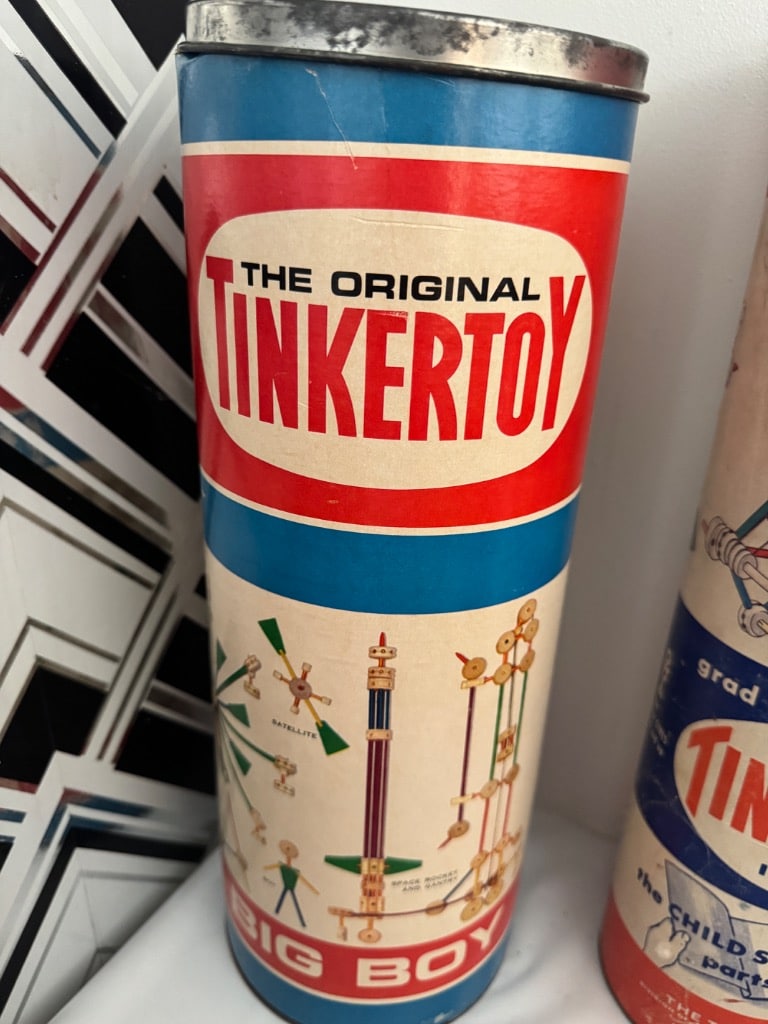 THE ORIGINAL
TINKERTOY
SATELLITE
SPACE ROCKET
AND GANTRY
BIG BOY
grad
TIN
the CHILD S
parts
THE T